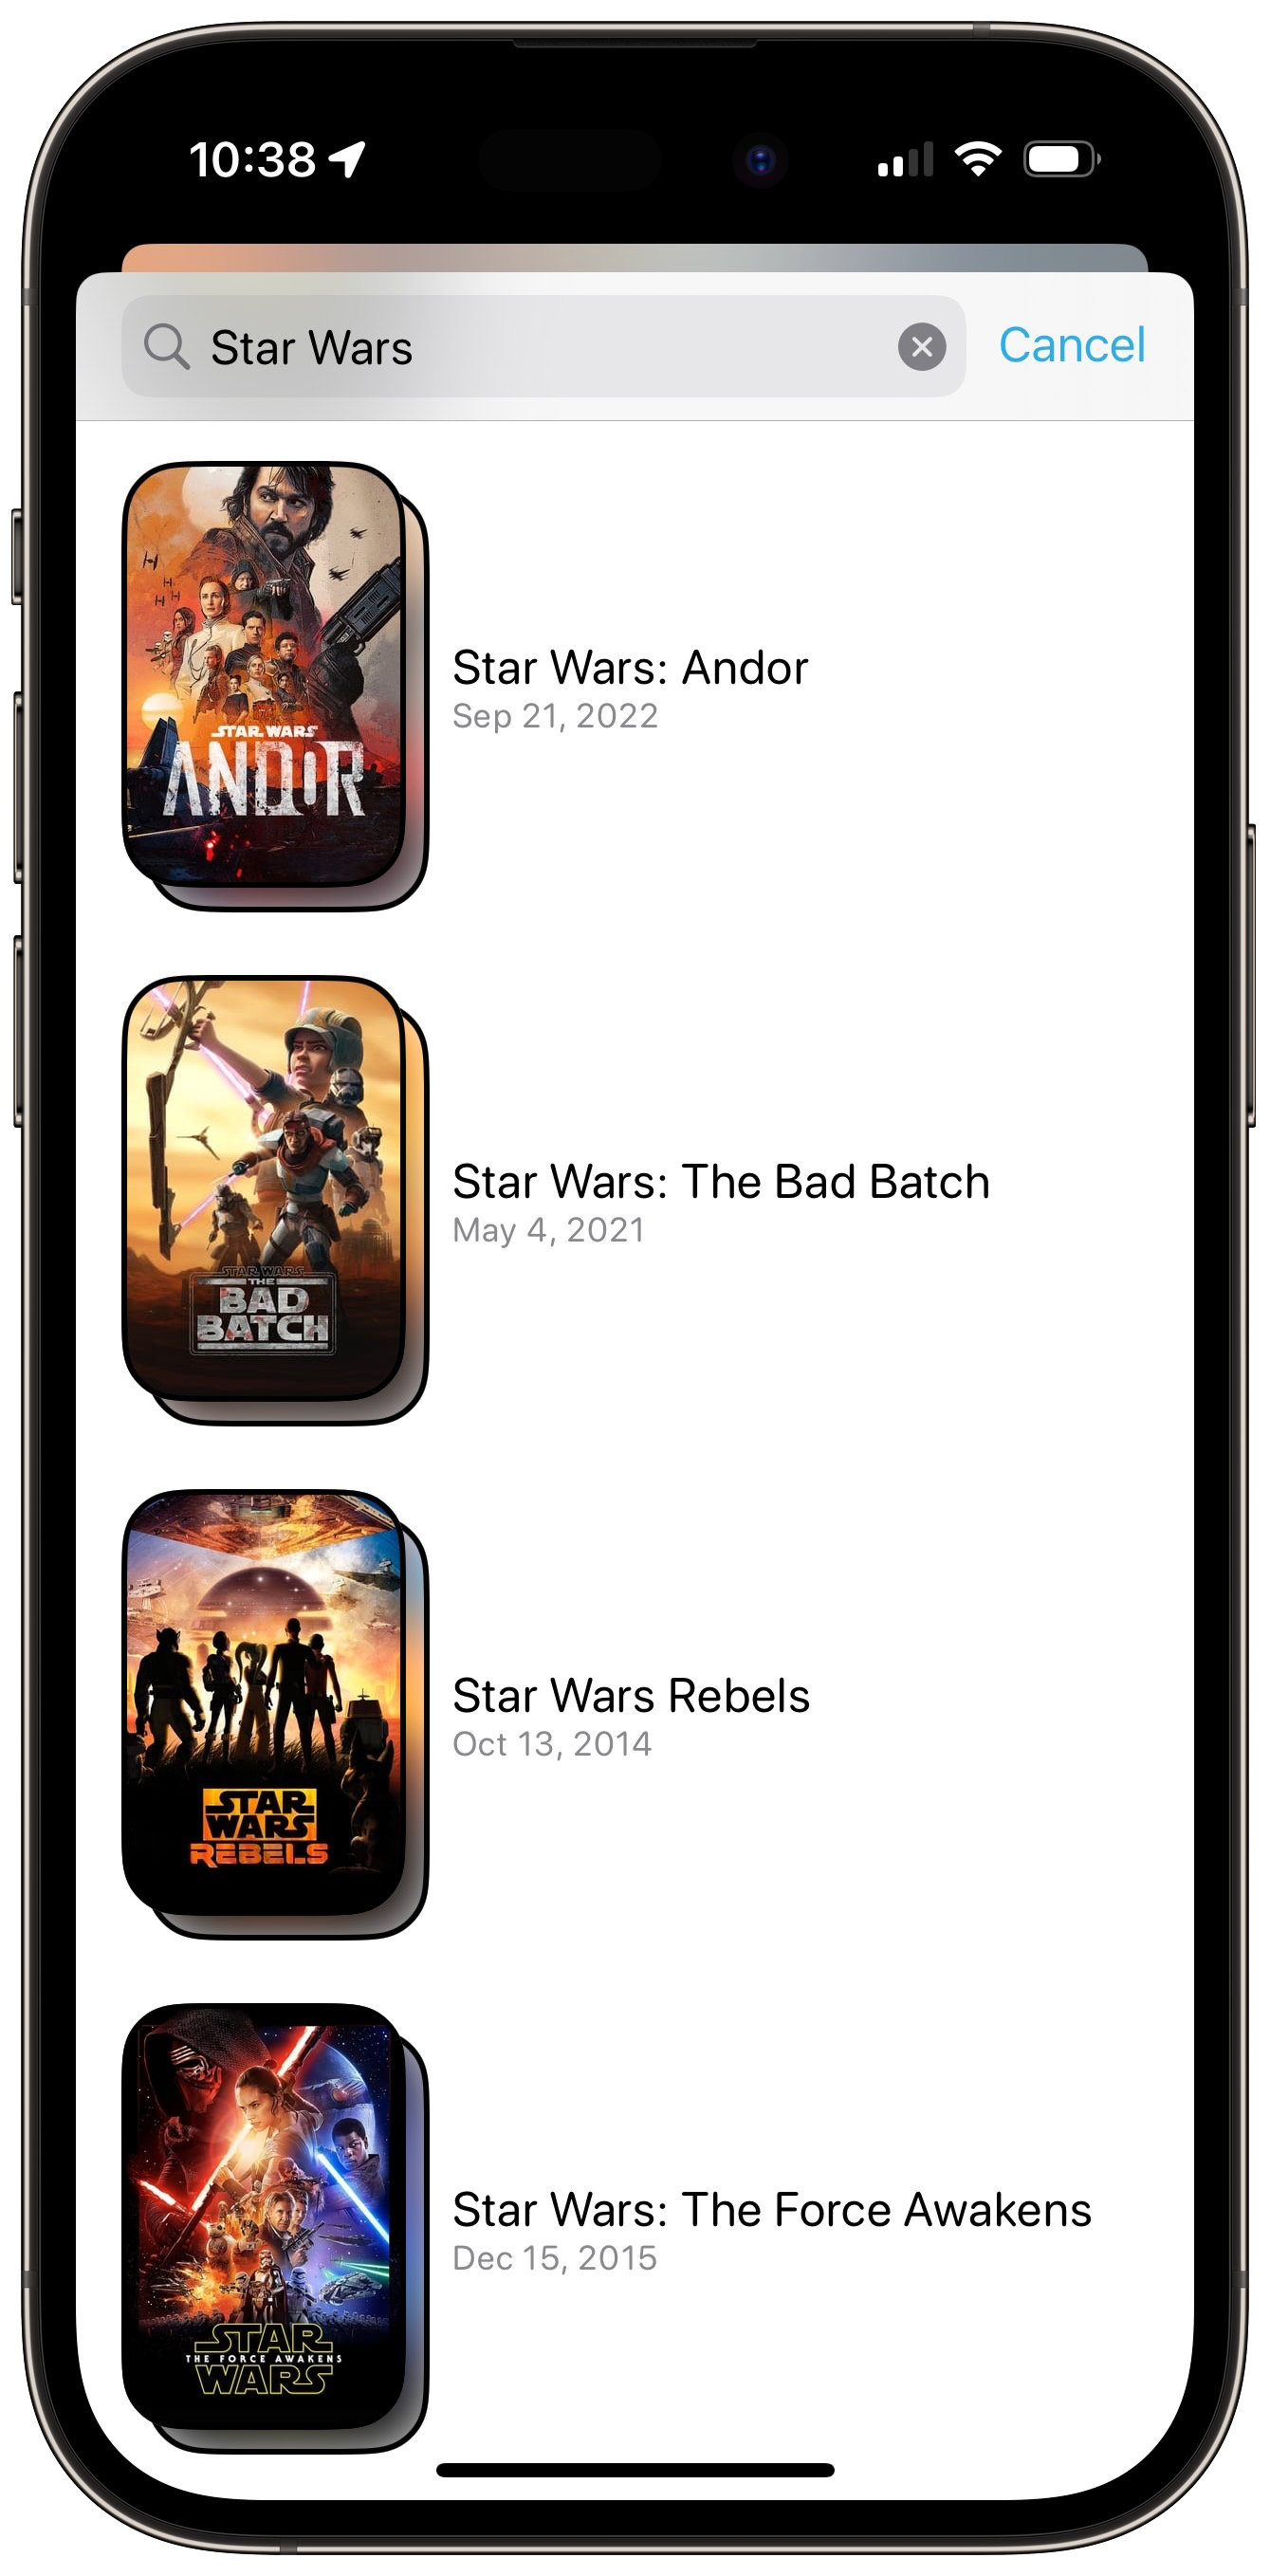 10:38
Star Wars
Cancel
STAR WARS
ANDOR
Star Wars: Andor
Sep 21, 2022
STAR WARS
THE
BAD
BATCH
Star Wars: The Bad Batch
May 4, 2021
STAR
WARS
REBELS
Star Wars Rebels
Oct 13, 2014
STAR
THE FORCE AWAKENS
WARS
Star Wars: The Force Awakens
Dec 15, 2015